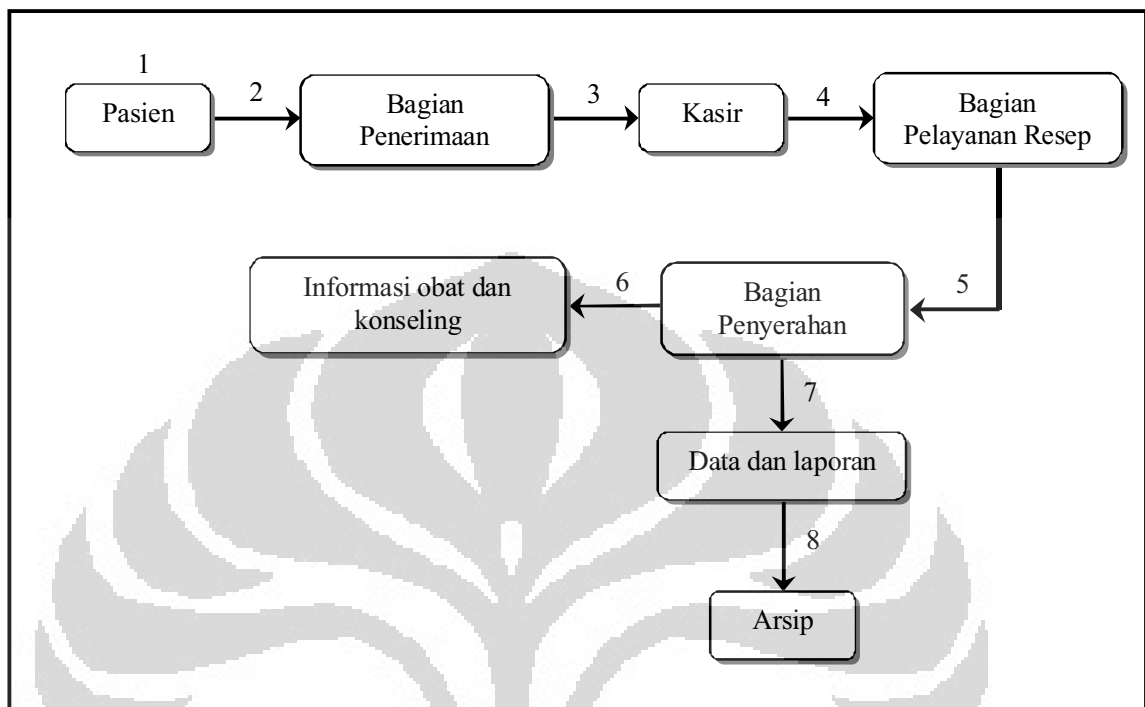 1
Pasien
2
Bagian
Penerimaan
3
Kasir
4
Bagian
Pelayanan Resep
5
Bagian
Penyerahan
6
Informasi obat dan
konseling
7
Data dan laporan
8
Arsip